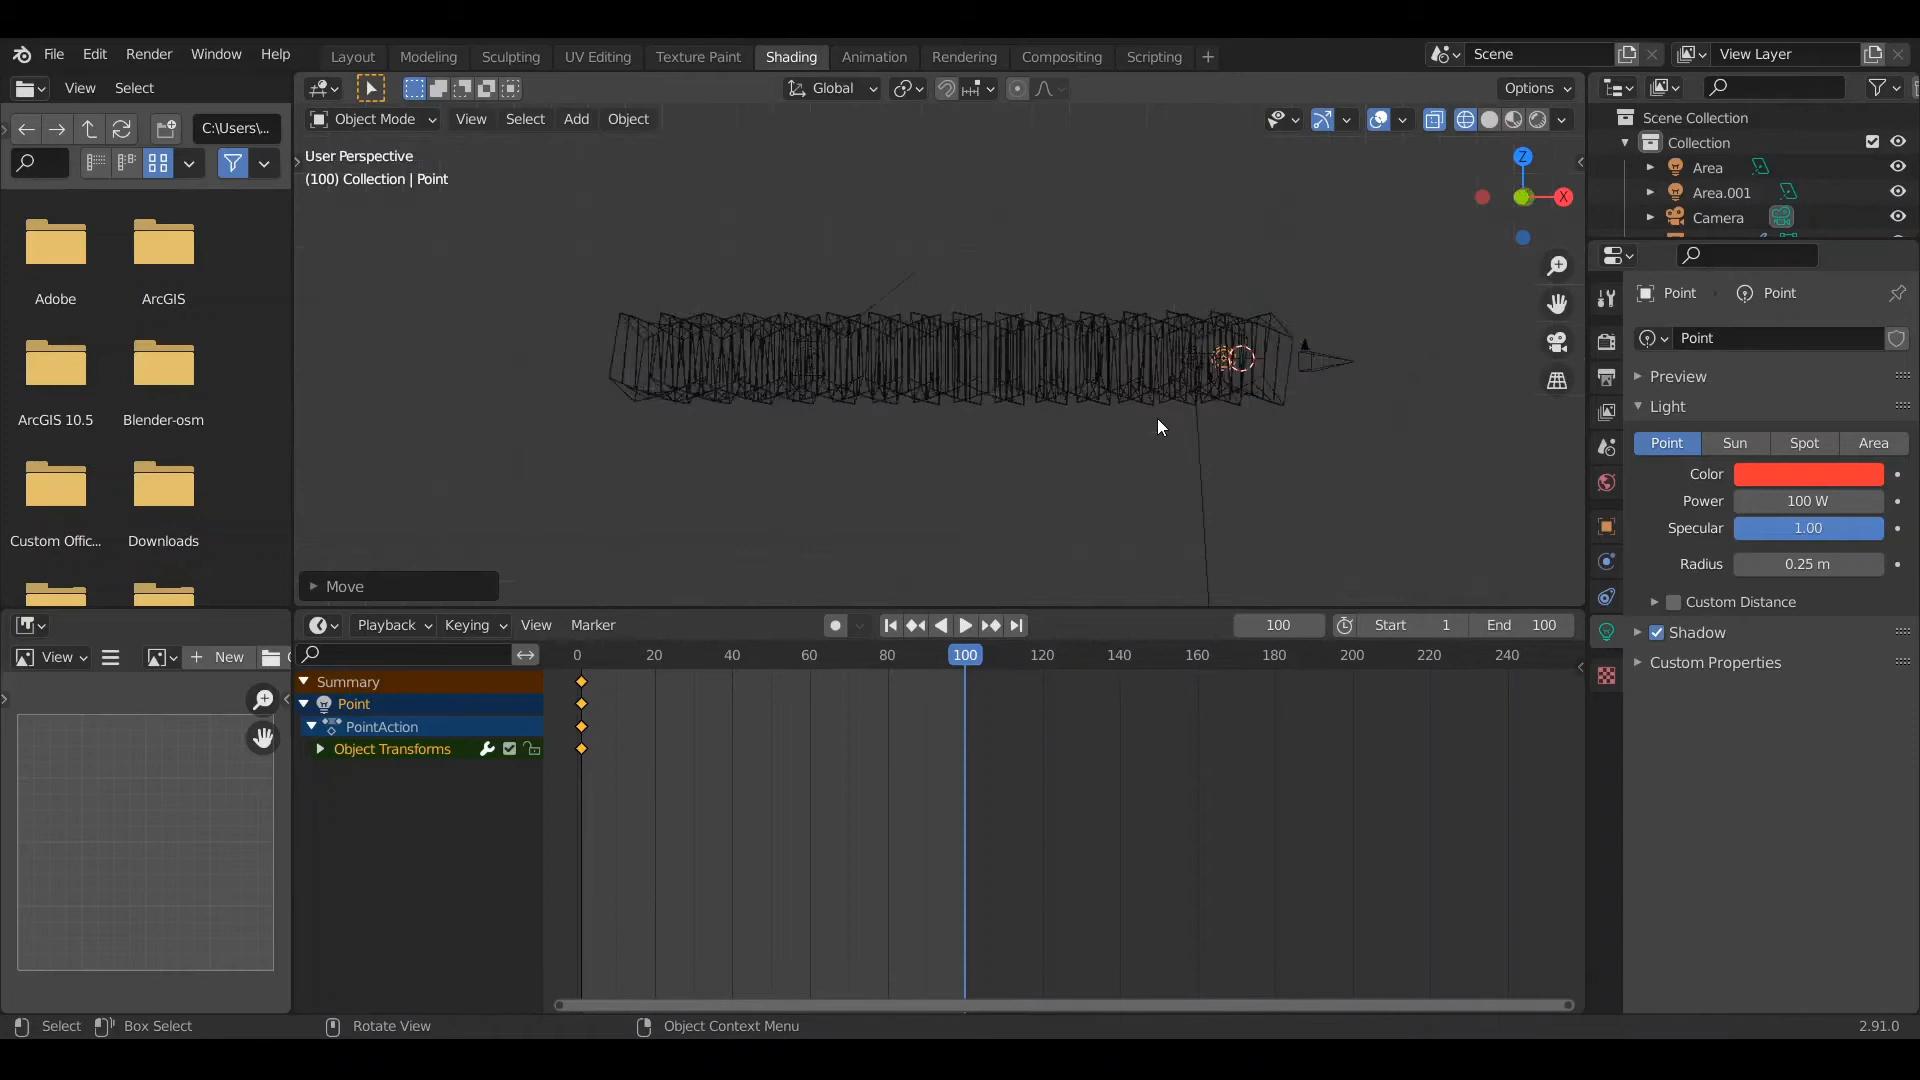 File Edit Render Window Help Layout Modeling Sculpting UV Editing Texture Paint Shading Animation Rendering Compositing Scripting + Scene View Layer
View Select Global Options
C:\Users\... Object Mode View Select Add Object
User Perspective
(100) Collection | Point
Z
X
Scene Collection
Collection
Area
Area.001
Camera
Adobe ArcGIS
ArcGIS 10.5 Blender-osm
Custom Offic... Downloads
Move
Point Point
Point
Preview
Light
Point Sun Spot Area
Color
Power 100 W
Specular 1.00
Radius 0.25 m
Custom Distance
Shadow
Custom Properties
Playback Keying View Marker 100 Start 1 End 100
View New
0 20 40 60 80 100 120 140 160 180 200 220 240
Summary
Point
PointAction
Object Transforms
Select Box Select Rotate View Object Context Menu 2.91.0